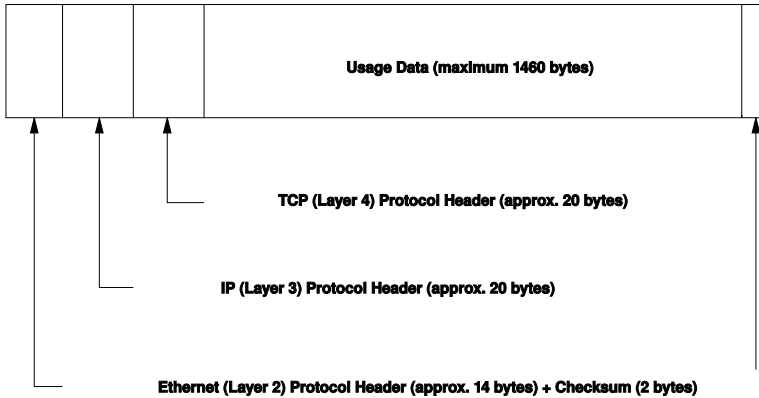 Usage Data (maximum 1460 bytes)
TCP (Layer 4) Protocol Header (approx. 20 bytes)
IP (Layer 3) Protocol Header (approx. 20 bytes)
Ethernet (Layer 2) Protocol Header (approx. 14 bytes) + Checksum (2 bytes)